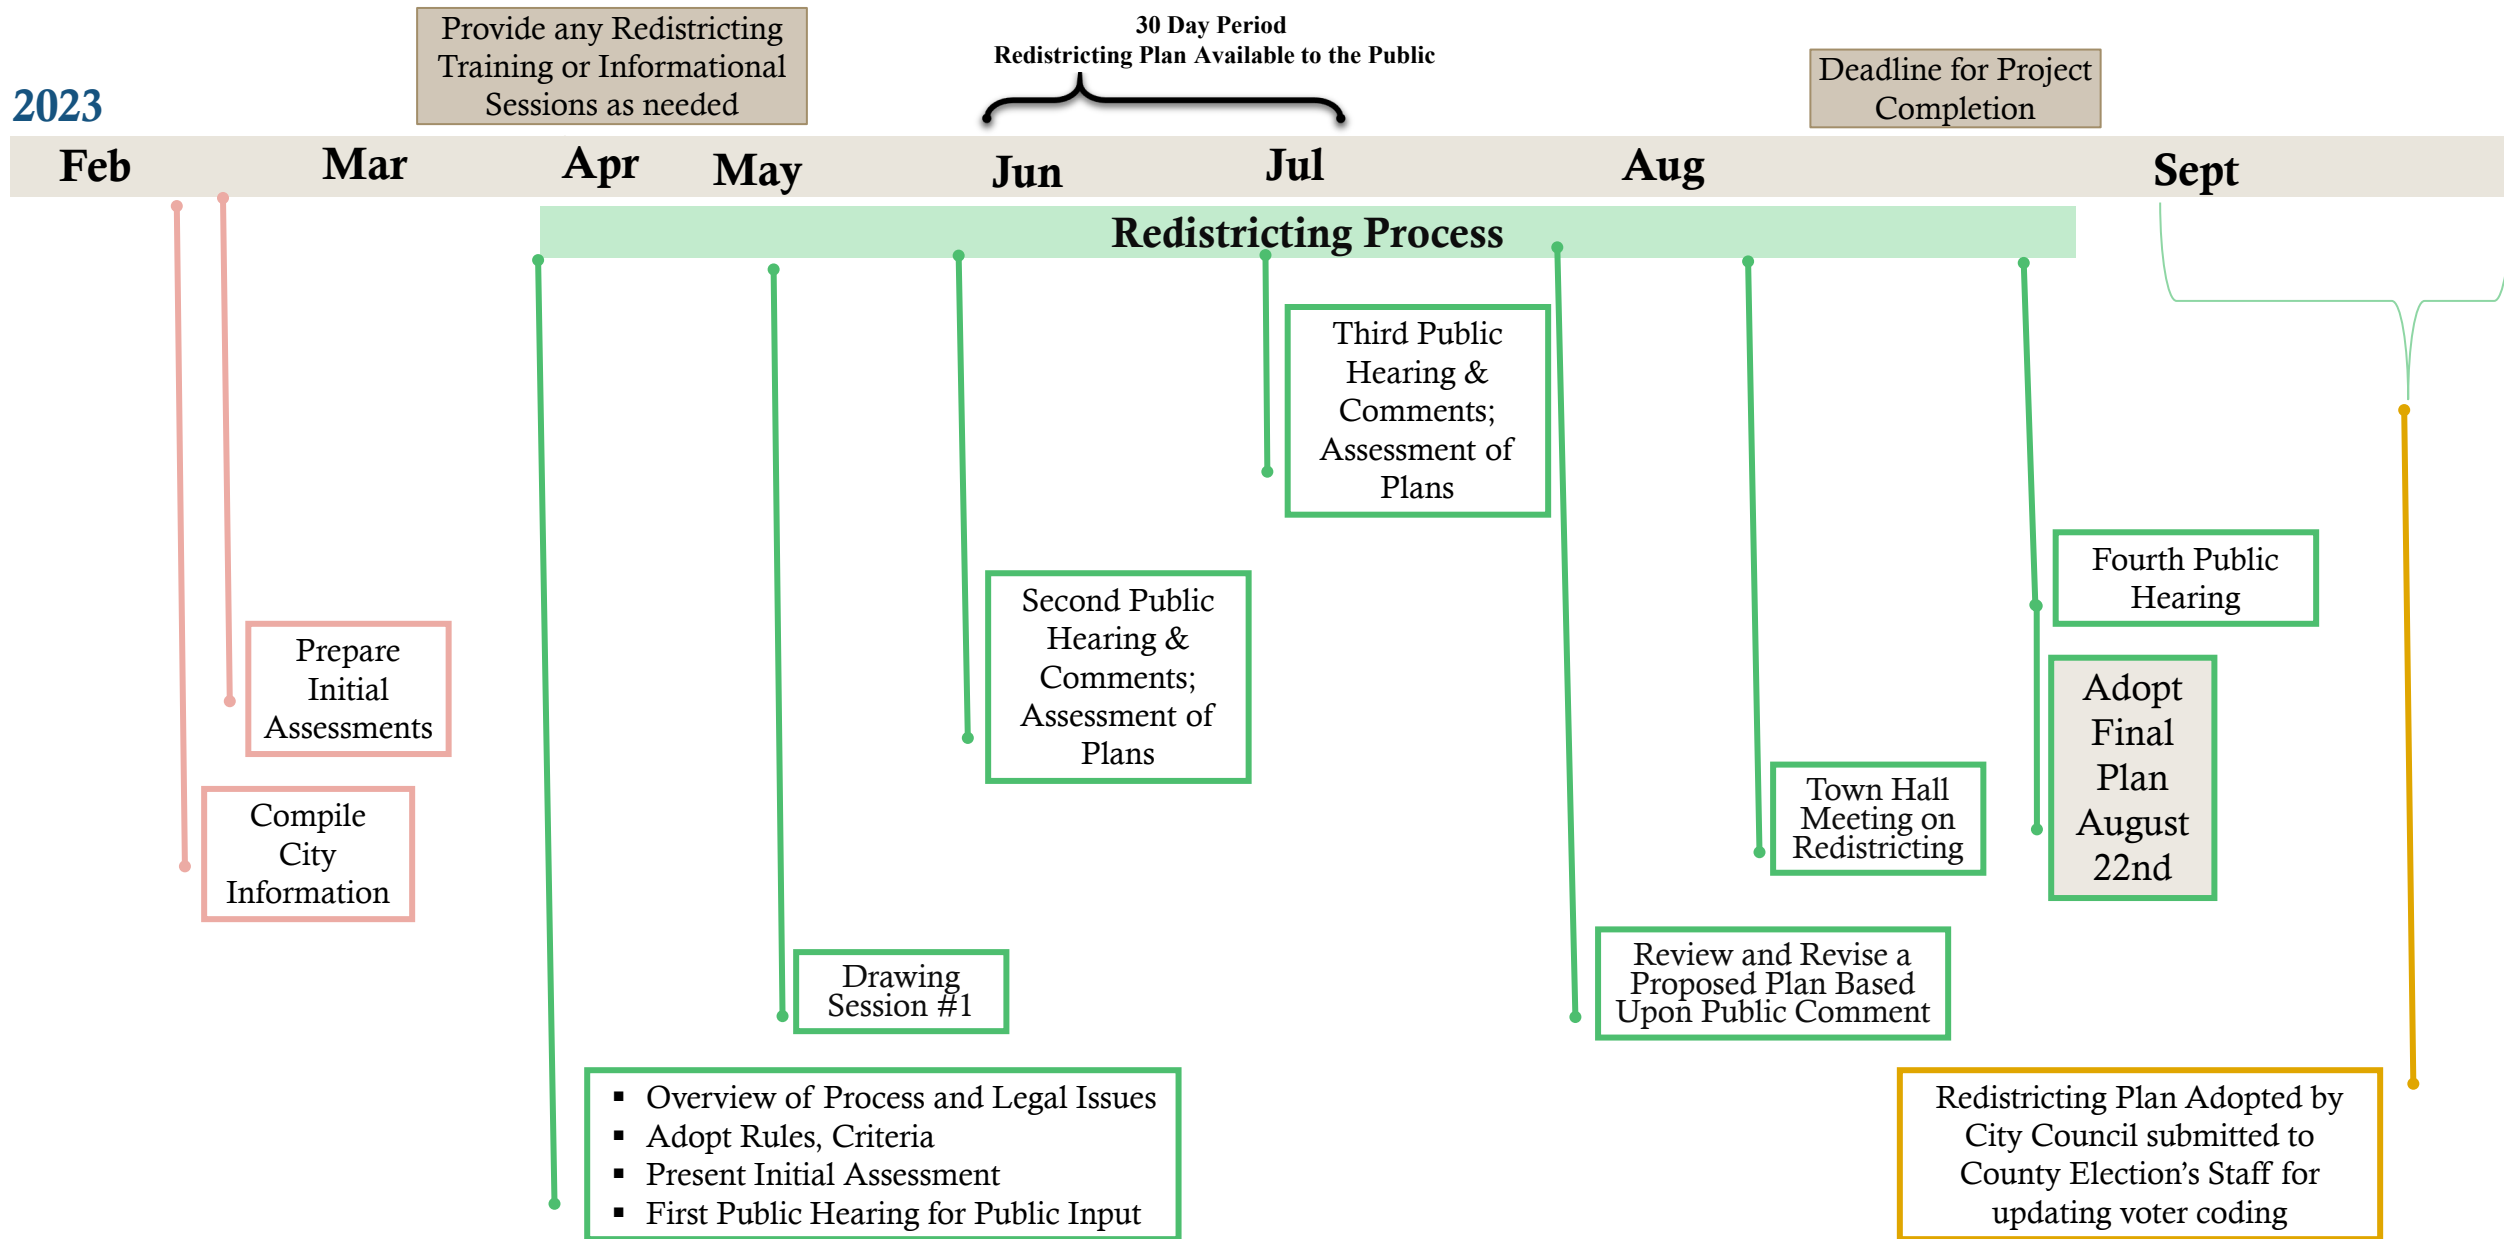 Provide any Redistricting
Training or Informational
Sessions as needed
30 Day Period
Redistricting Plan Available to the Public
Deadline for Project
Completion
2023
Feb
Mar
Apr
May
Jun
Jul
Aug
Sept
Redistricting Process
Third Public
Hearing &
Comments;
Assessment of
Plans
Fourth Public
Hearing
Second Public
Hearing &
Comments;
Assessment of
Plans
Prepare
Initial
Assessments
Adopt
Final
Plan
August
22nd
Town Hall
Meeting on
Redistricting
Compile
City
Information
Drawing
Session #1
Review and Revise a
Proposed Plan Based
Upon Public Comment
▪ Overview of Process and Legal Issues
▪ Adopt Rules, Criteria
▪ Present Initial Assessment
▪ First Public Hearing for Public Input
Redistricting Plan Adopted by
City Council submitted to
County Election’s Staff for
updating voter coding